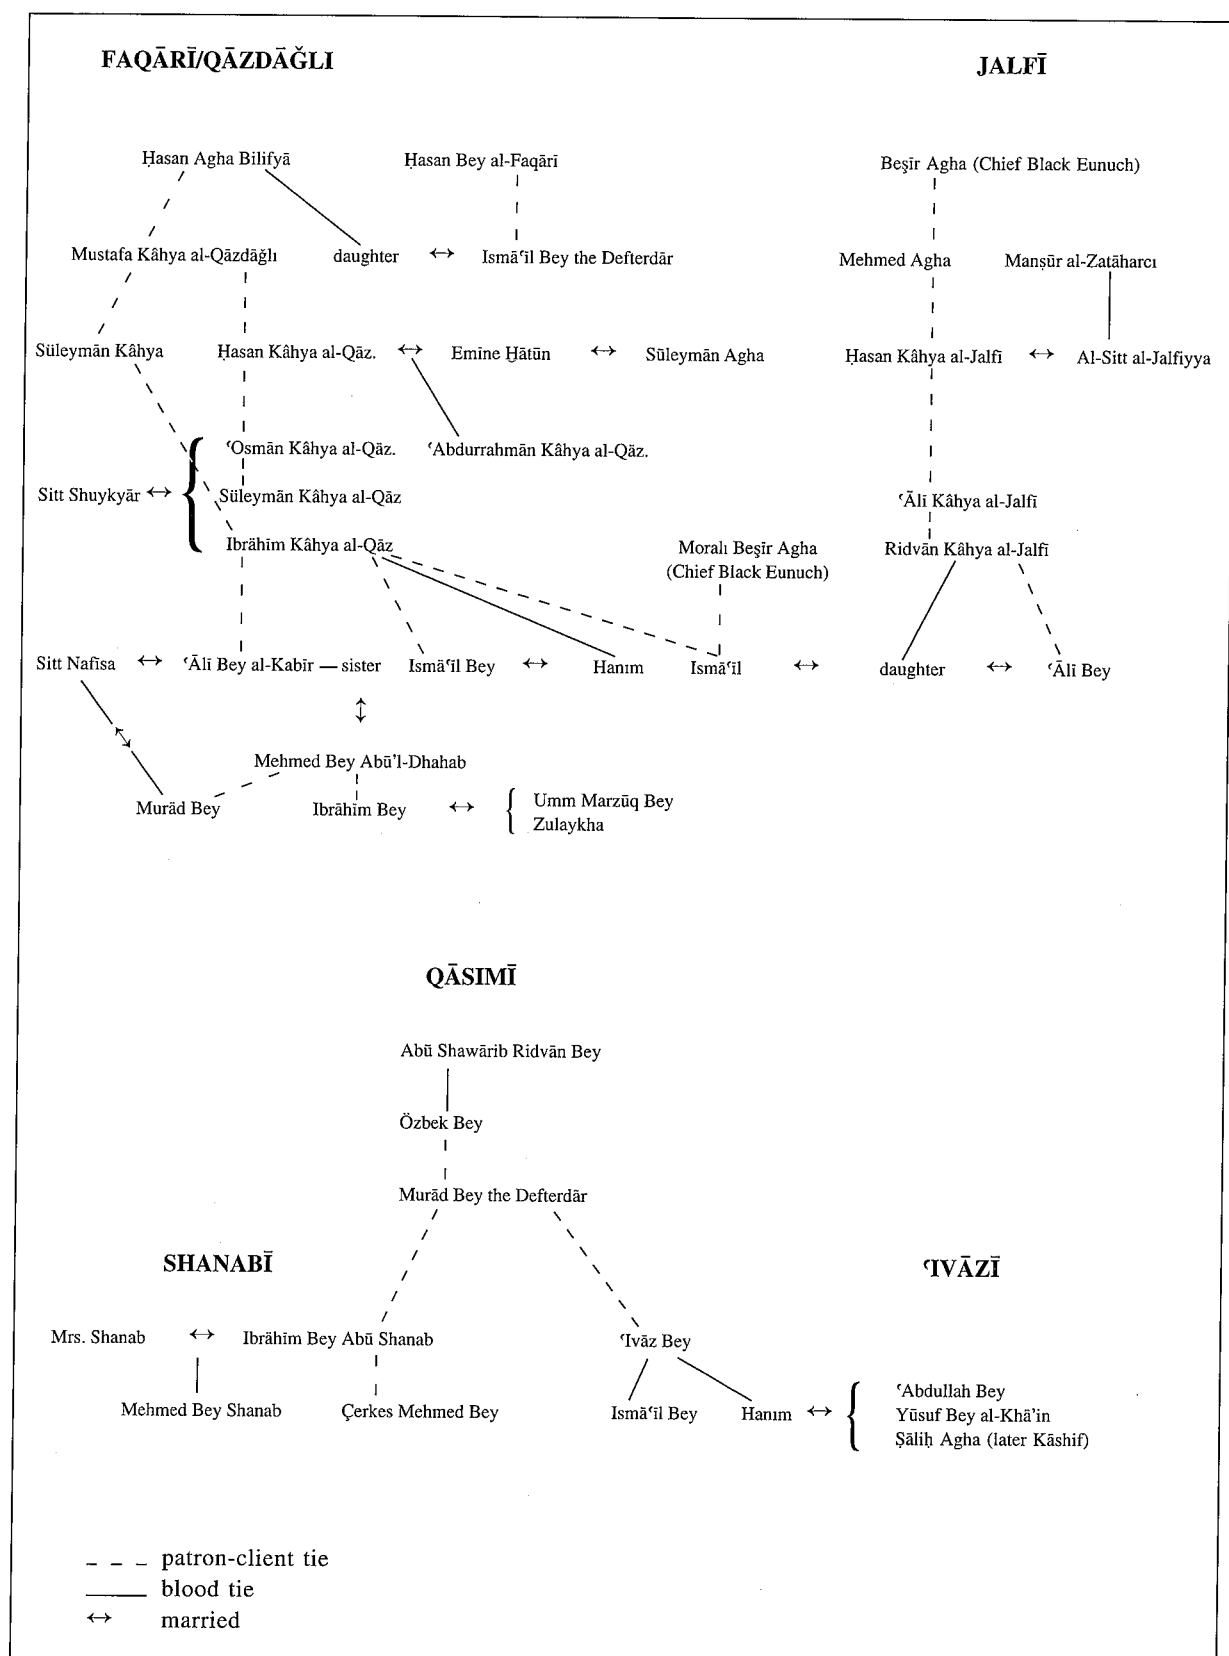 FAQĀRĪ/QĀZDĀĞLI
JALFĪ
Ḥasan Agha Bilifyā
Ḥasan Bey al-Faqārī
Beşīr Agha (Chief Black Eunuch)
Mustafa Kâhya al-Qāzdāğlı
daughter ↔ Ismāʿīl Bey the Defterdār
Mehmed Agha
Manṣūr al-Zatāharcı
Süleymān Kâhya
Ḥasan Kâhya al-Qāz. ↔ Emīne Ḫātūn ↔ Süleymān Agha
Ḥasan Kâhya al-Jalfī ↔ Al-Sitt al-Jalfiyya
ʿOsmān Kâhya al-Qāz.
ʿAbdurrahmān Kâhya al-Qāz.
Sitt Shuykyār ↔
Süleymān Kâhya al-Qāz
ʿĀlī Kâhya al-Jalfī
Ibrāhīm Kâhya al-Qāz
Moralı Beşīr Agha
(Chief Black Eunuch)
Ridvān Kâhya al-Jalfī
Sitt Nafīsa ↔ ʿĀlī Bey al-Kabīr — sister
Ismāʿīl Bey ↔ Hanım
Ismāʿīl ↔ daughter ↔ ʿĀlī Bey
Mehmed Bey Abū'l-Dhahab
Murād Bey
Ibrāhīm Bey ↔
Umm Marzūq Bey
Zulaykha
QĀSIMĪ
Abū Shawārib Ridvān Bey
Özbek Bey
Murād Bey the Defterdār
SHANABĪ
ʿIVĀZĪ
Mrs. Shanab ↔ Ibrāhīm Bey Abū Shanab
ʿIvāz Bey
Mehmed Bey Shanab
Çerkes Mehmed Bey
Ismāʿīl Bey
Hanım ↔
ʿAbdullah Bey
Yūsuf Bey al-Khā'in
Ṣāliḥ Agha (later Kāshif)
patron-client tie
blood tie
↔ married